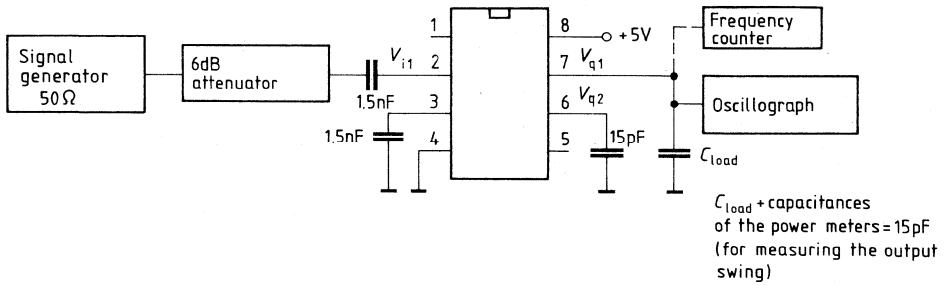 Signal
generator
50Ω
6dB
attenuator
1.5nF
V_i1
1.5nF
1
2
3
4
8
7
6
5
+5V
V_q1
V_q2
15pF
Frequency
counter
Oscillograph
C_load
C_load + capacitances
of the power meters = 15pF
(for measuring the output
swing)